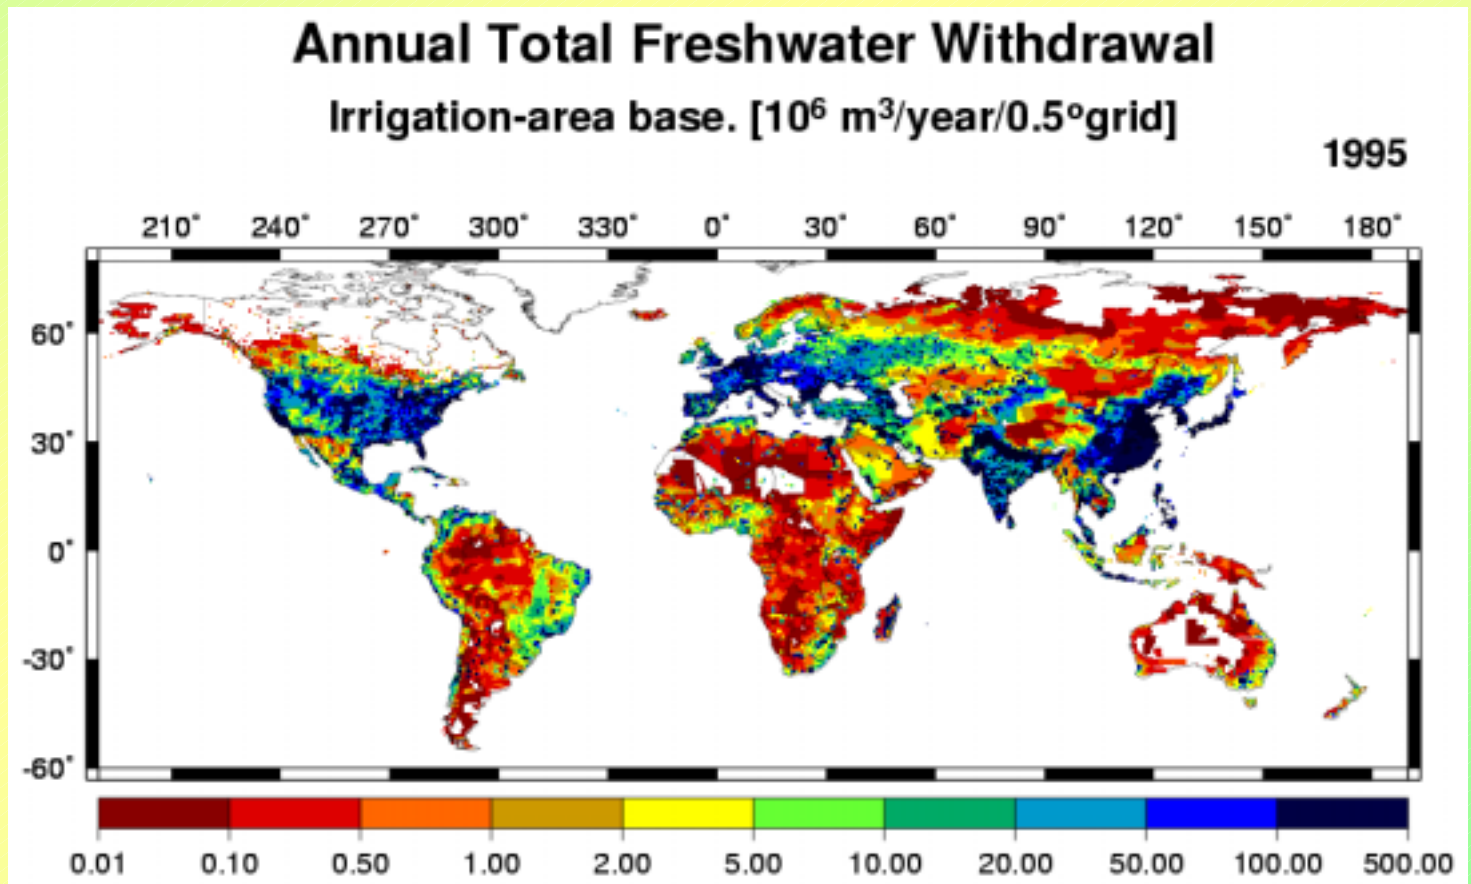 Annual Total Freshwater Withdrawal
Irrigation-area base. [10⁶ m³/year/0.5°grid]
1995
210° 240° 270° 300° 330° 0° 30° 60° 90° 120° 150° 180°
60°
30°
0°
-30°
-60°
0.01 0.10 0.50 1.00 2.00 5.00 10.00 20.00 50.00 100.00 500.00